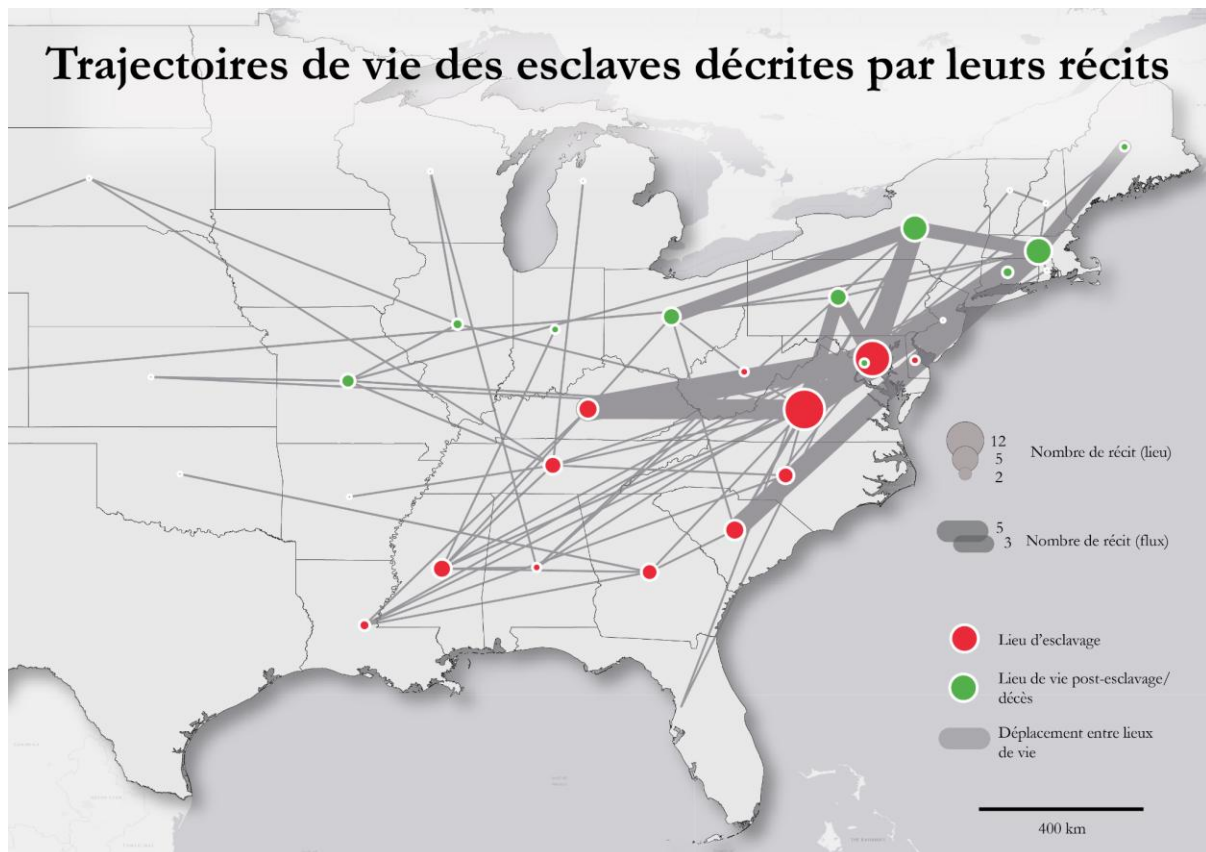 Trajectoires de vie des esclaves décrites par leurs récits
12
5
2
Nombre de récit (lieu)
5
3
Nombre de récit (flux)
Lieu d'esclavage
Lieu de vie post-esclavage/
décès
Déplacement entre lieux
de vie
400 km